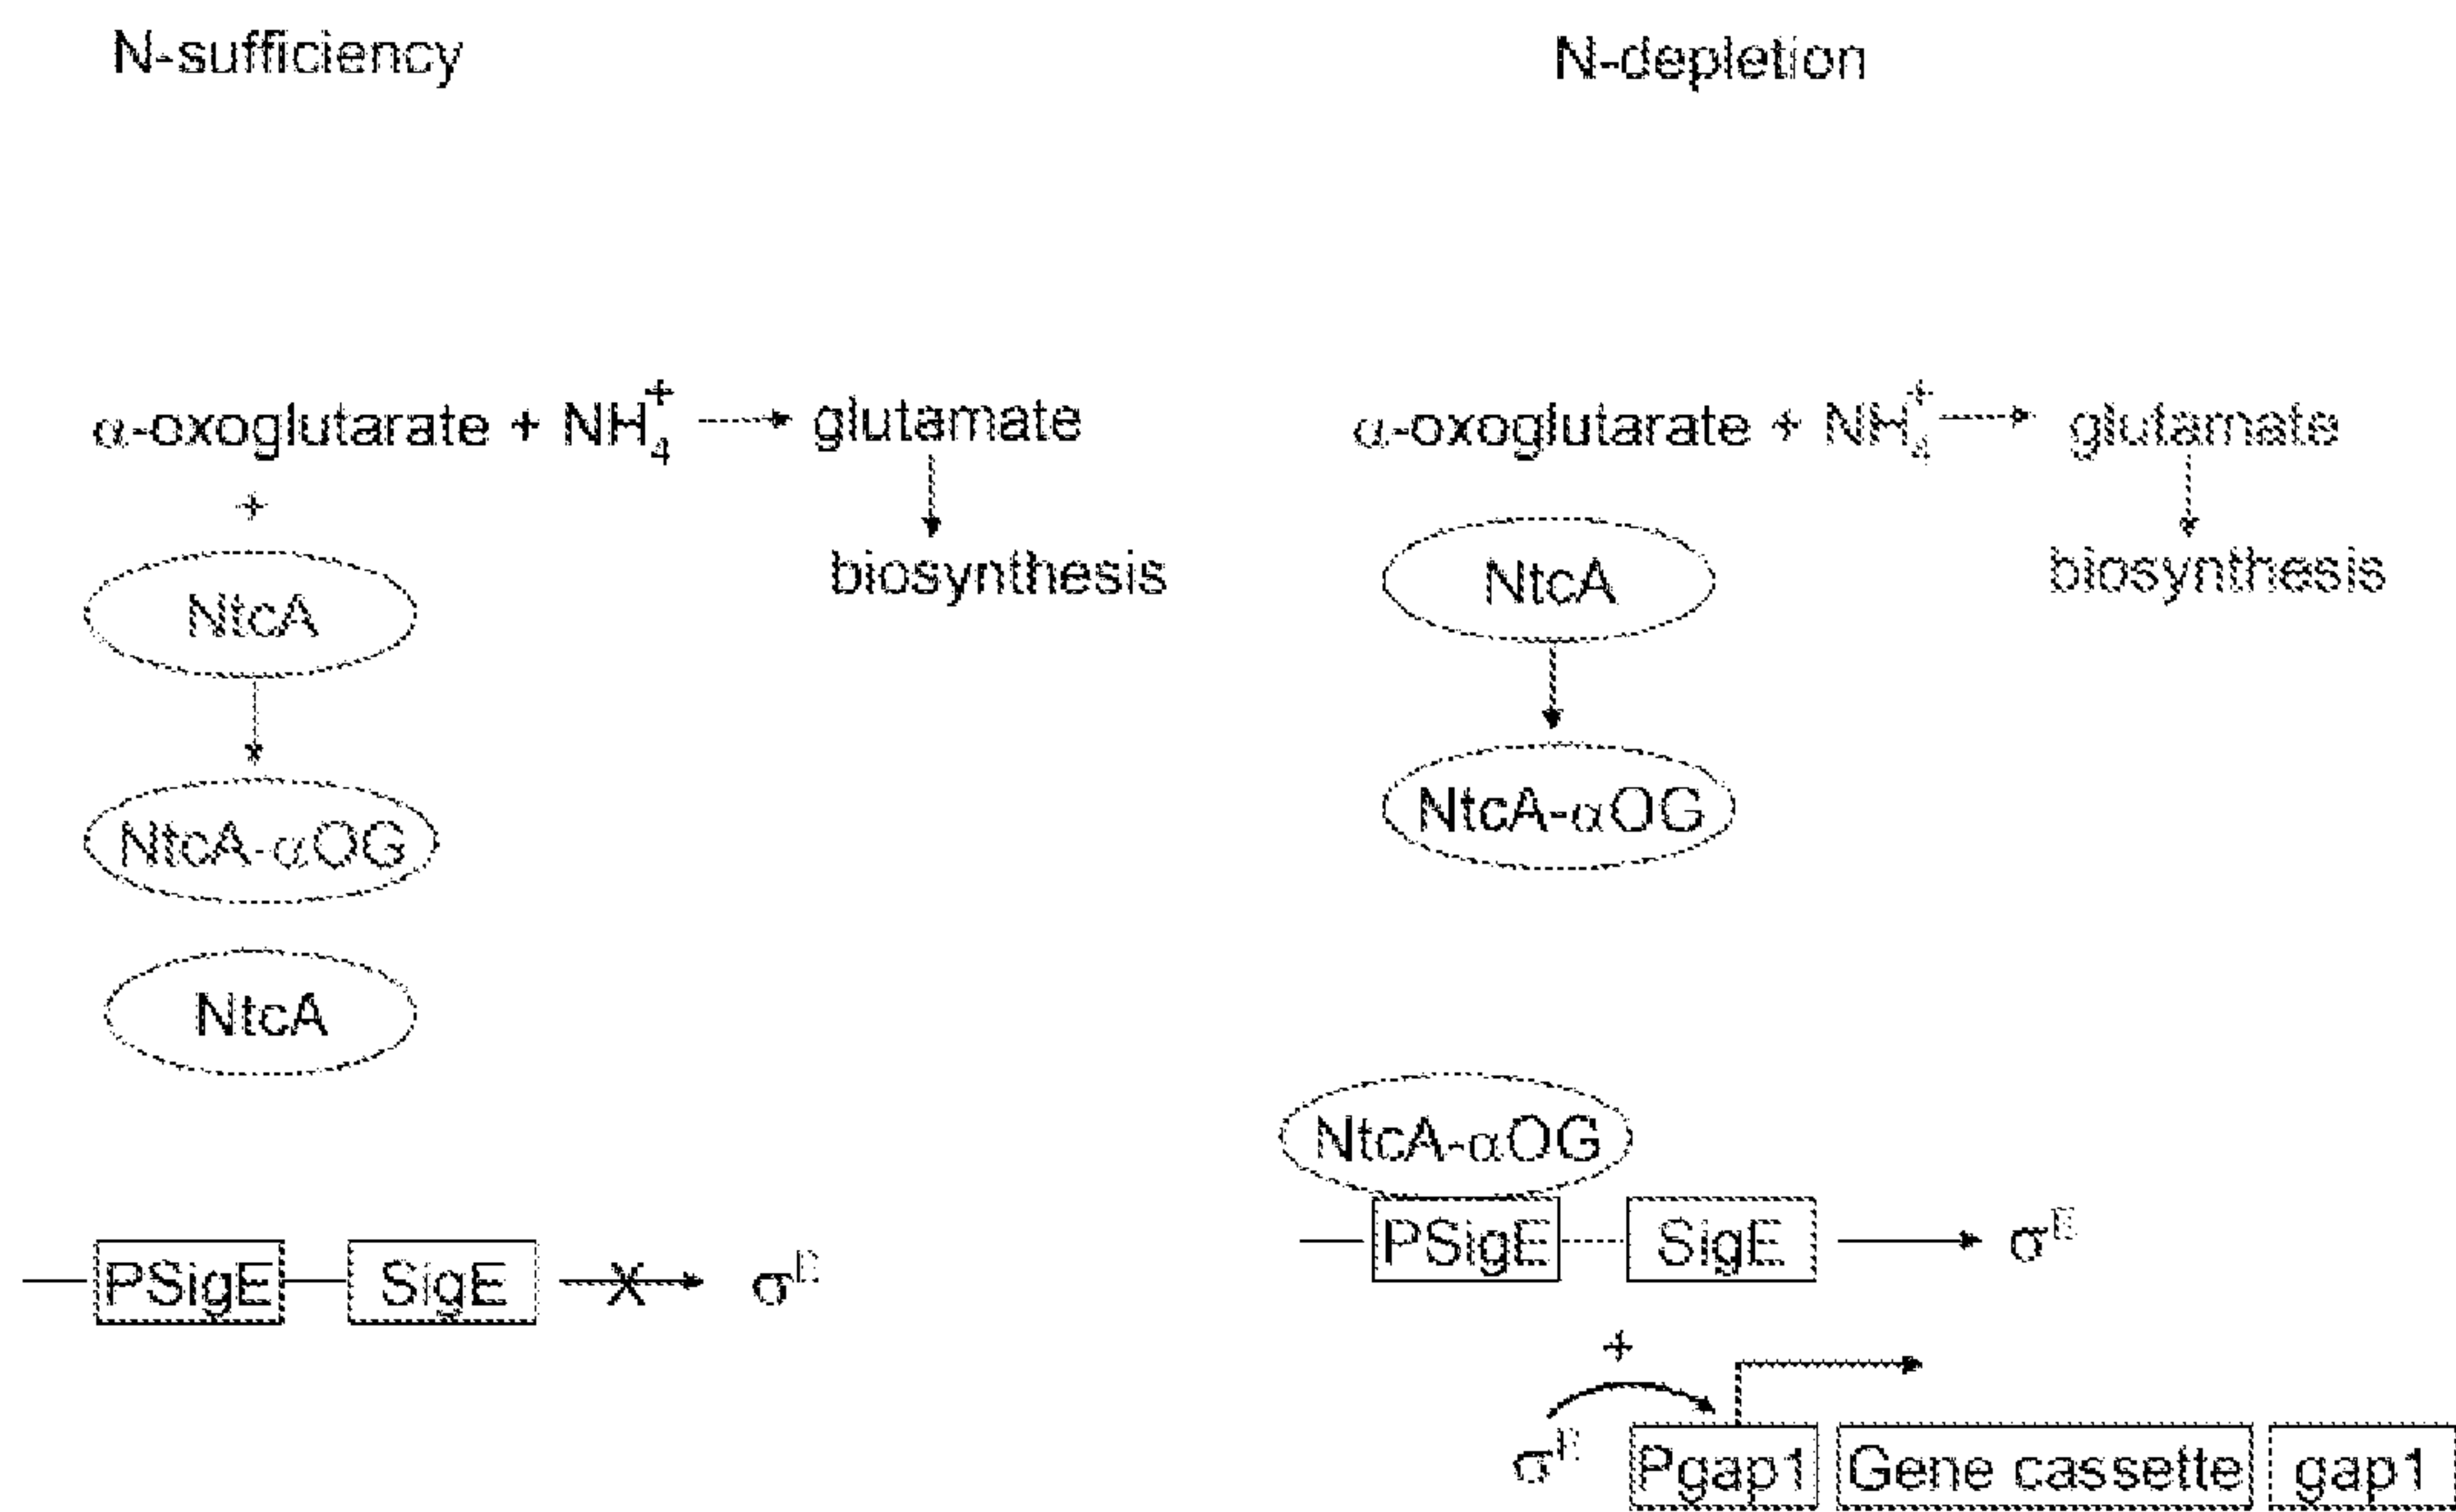 N-sufficiency
N-depletion
α-oxoglutarate + NH4+ glutamate
+
NtcA
biosynthesis
NtcA-αOG
NtcA
PSigE SigE X σE
α-oxoglutarate + NH4+ glutamate
NtcA
biosynthesis
NtcA-αOG
NtcA-αOG
PSigE SigE σE
+
σE Pgap1 Gene cassette gap1